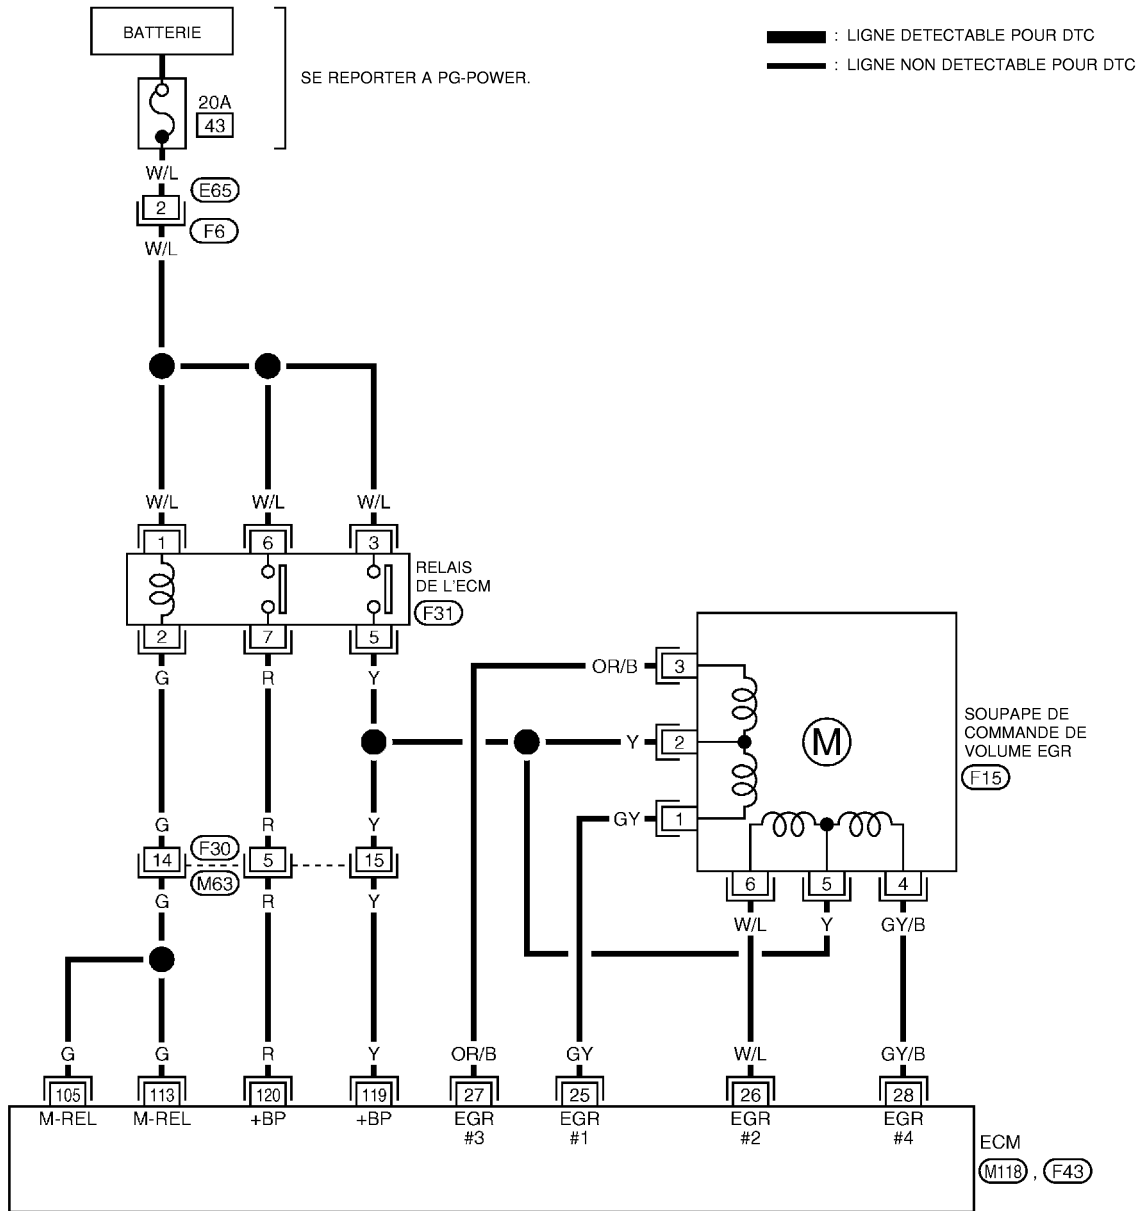 BATTERIE
: LIGNE DETECTABLE POUR DTC
: LIGNE NON DETECTABLE POUR DTC
SE REPORTER A PG-POWER.
20A
43
W/L
E65
2
F6
W/L
W/L W/L W/L
1 6 3
RELAIS
DE L'ECM
F31
2 7 5
G R Y
OR/B 3
Y 2
GY 1
M
SOUPAPE DE
COMMANDE DE
VOLUME EGR
F15
G R Y
14 F30 5 15
M63
G R Y
6 5 4
W/L Y GY/B
G G R Y OR/B GY W/L GY/B
105 113 120 119 27 25 26 28
M-REL M-REL +BP +BP EGR EGR EGR EGR
#3 #1 #2 #4
ECM
M118 , F43